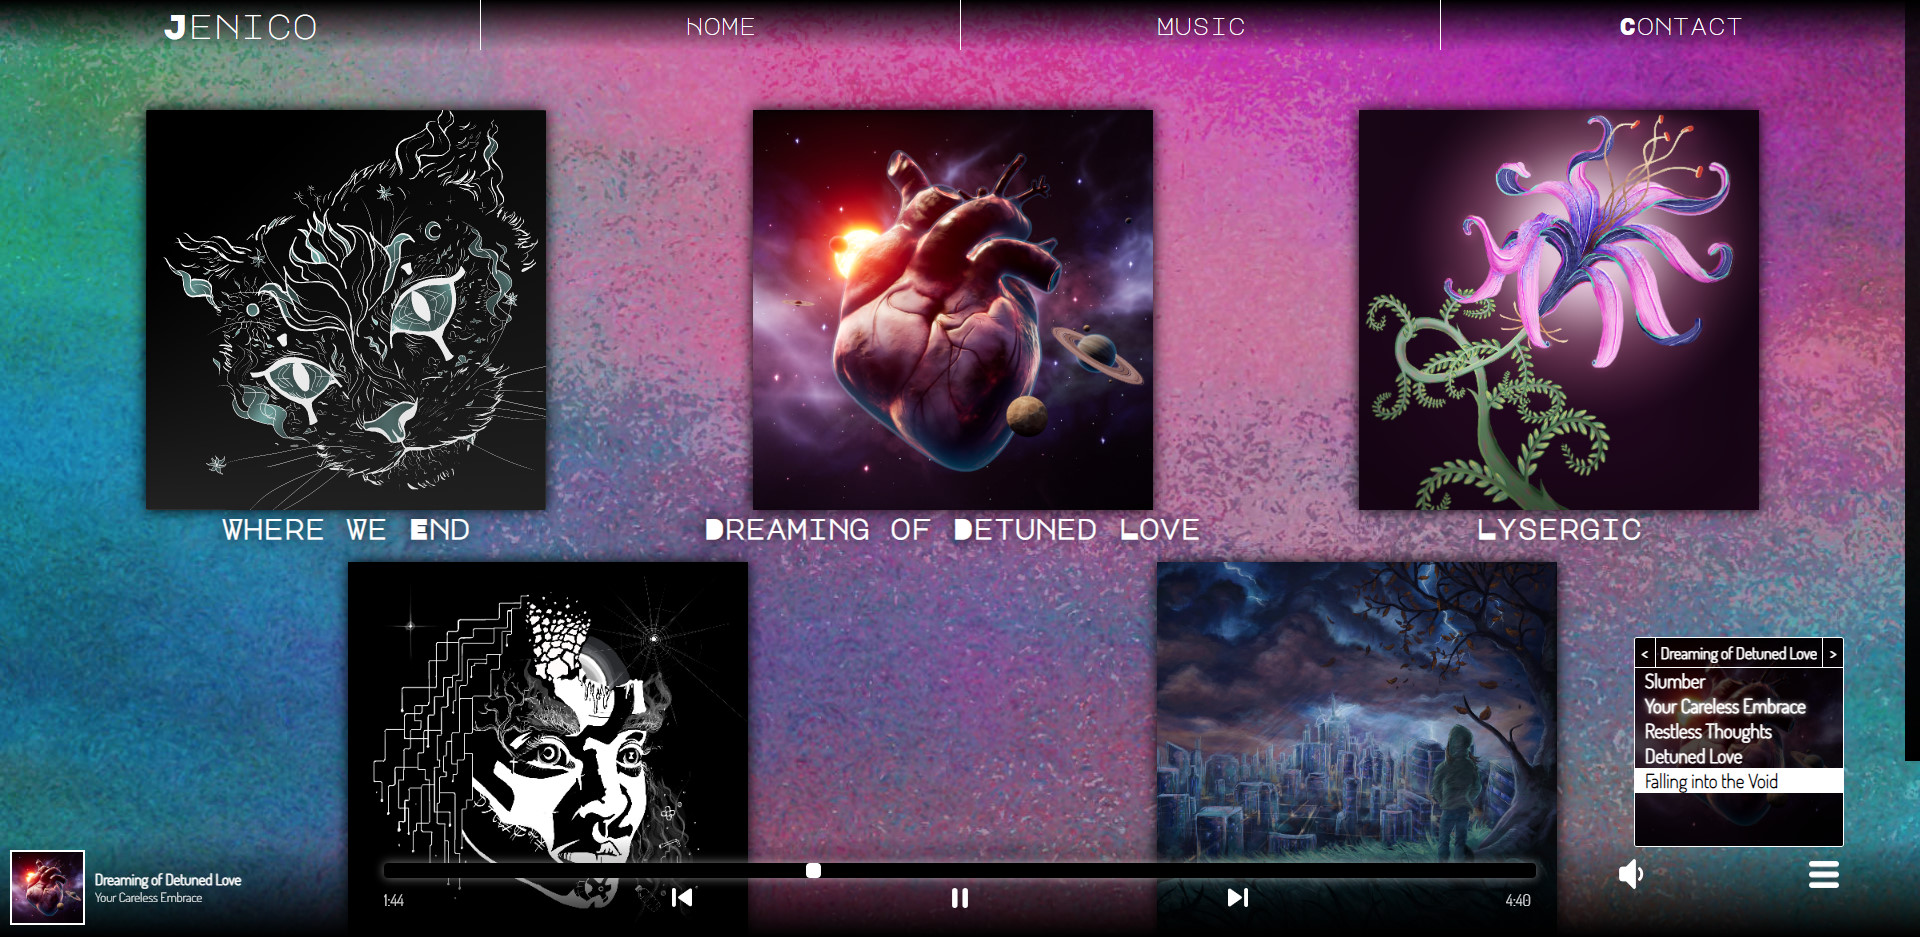 JENICO
HOME
MUSIC
CONTACT
WHERE WE END
DREAMING OF DETUNED LOVE
LYSERGIC
< Dreaming of Detuned Love >
Slumber
Your Careless Embrace
Restless Thoughts
Detuned Love
Falling into the Void
Dreaming of Detuned Love
Your Careless Embrace
1:44
4:40